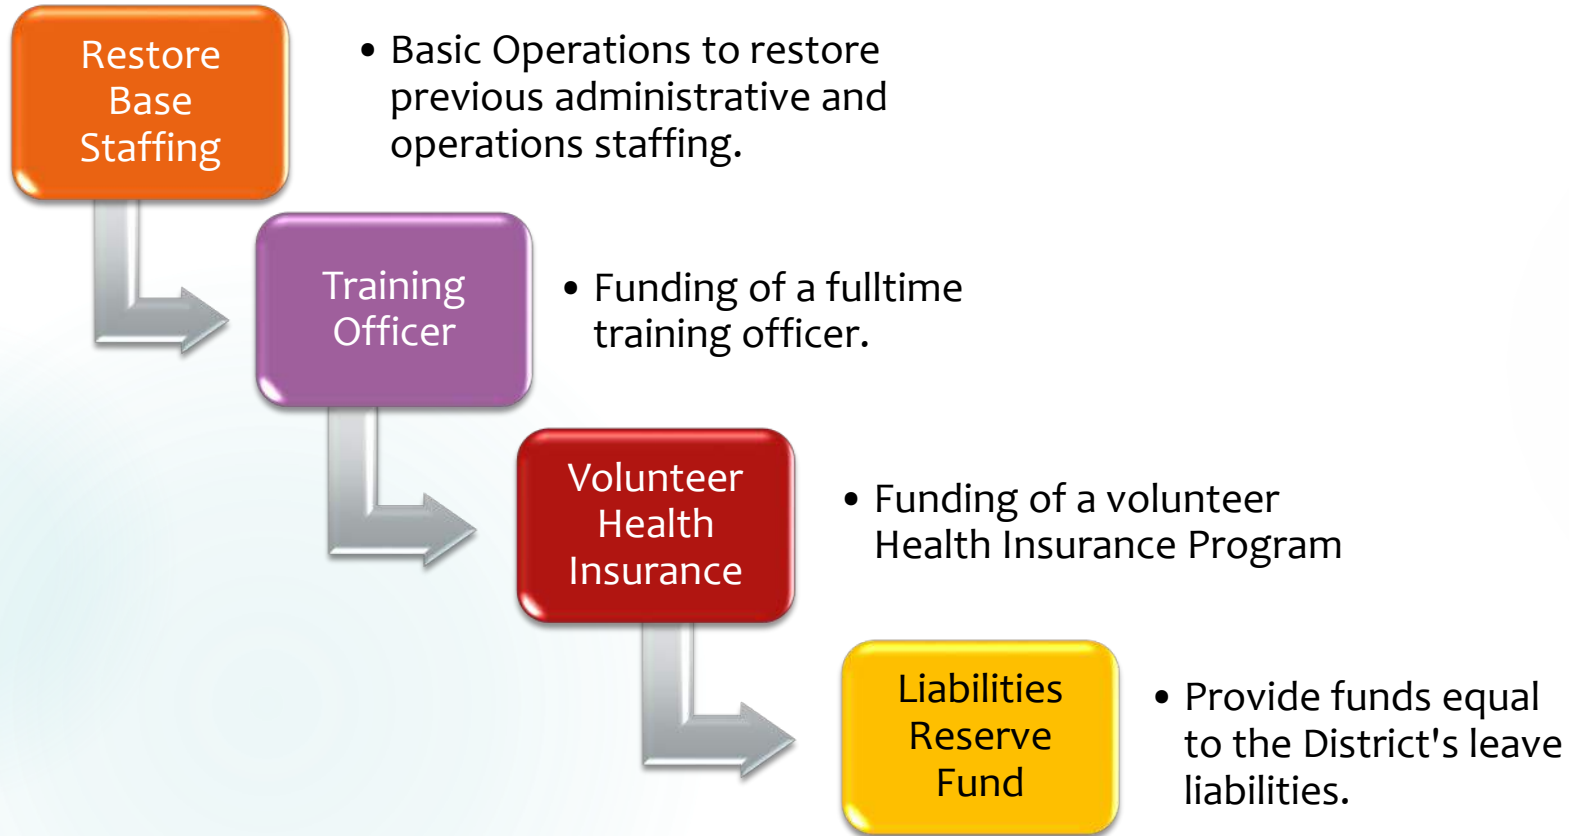 Restore
Base
Staffing
• Basic Operations to restore
previous administrative and
operations staffing.
Training
Officer
• Funding of a fulltime
training officer.
Volunteer
Health
Insurance
• Funding of a volunteer
Health Insurance Program
Liabilities
Reserve
Fund
• Provide funds equal
to the District's leave
liabilities.